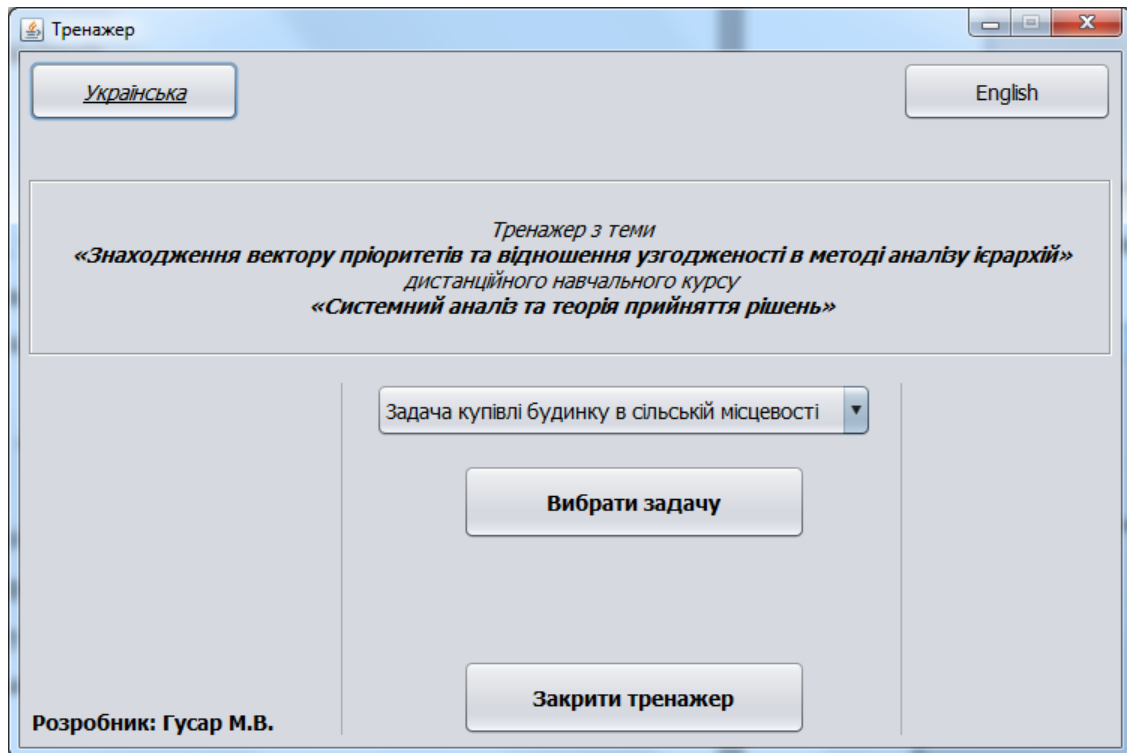 Тренажер
Українська
English
Тренажер з теми
«Знаходження вектору пріоритетів та відношення узгодженості в методі аналізу ієрархій»
дистанційного навчального курсу
«Системний аналіз та теорія прийняття рішень»
Задача купівлі будинку в сільській місцевості
Вибрати задачу
Закрити тренажер
Розробник: Гусар М.В.